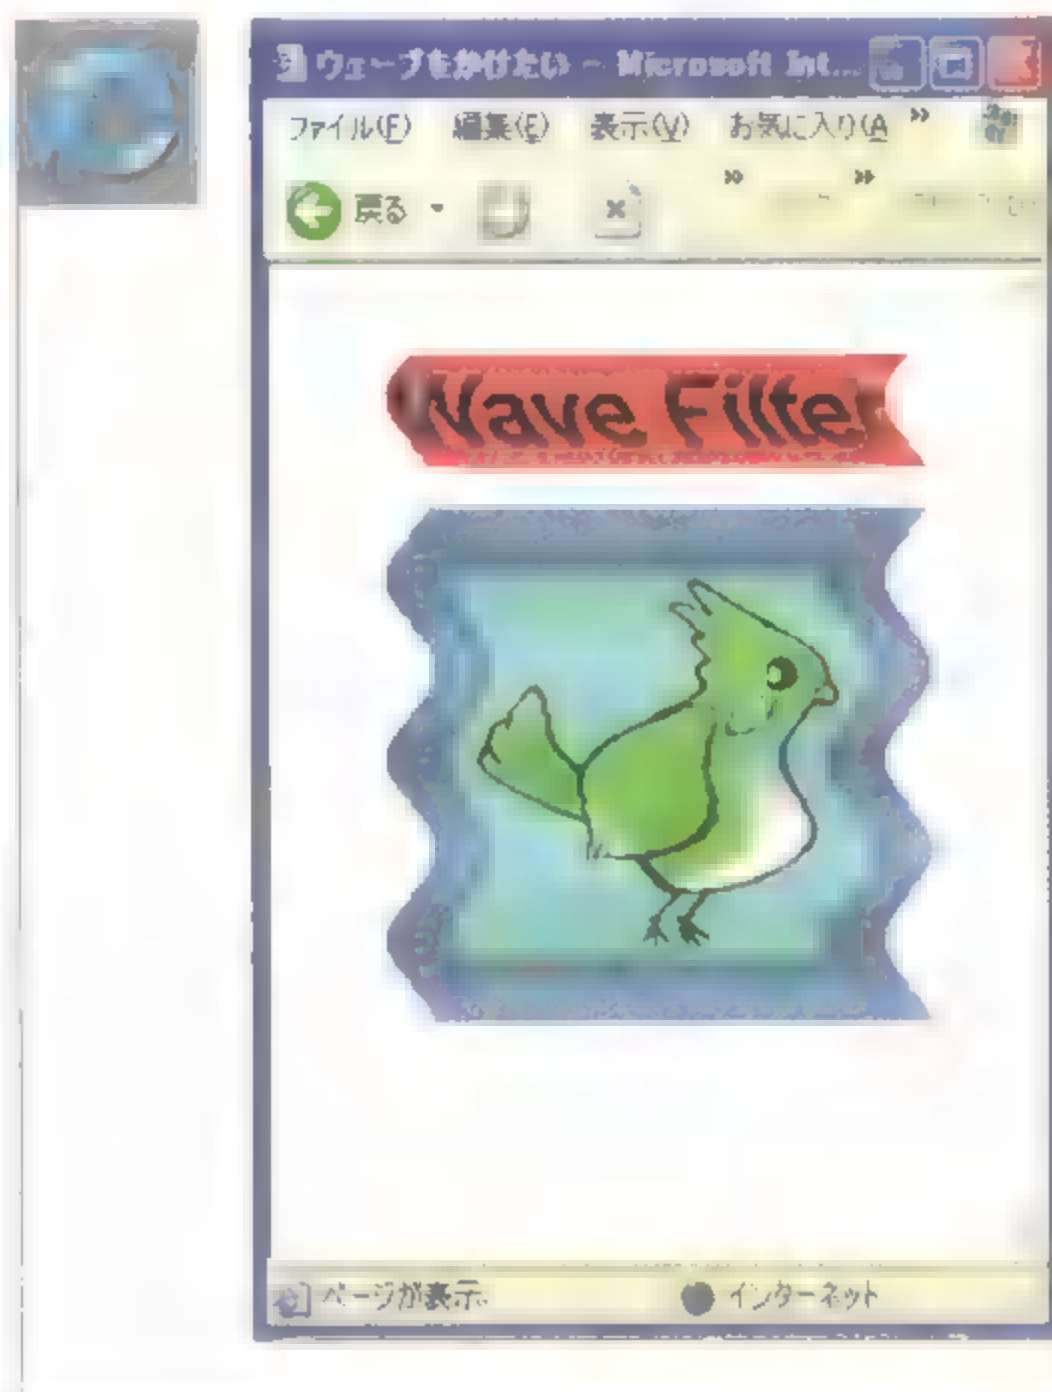 ウェーブをかけたい - Microsoft Int...
ファイル(F) 編集(E) 表示(V) お気に入り(A »
戻る » »
Wave Filter
ページが表示 インターネット